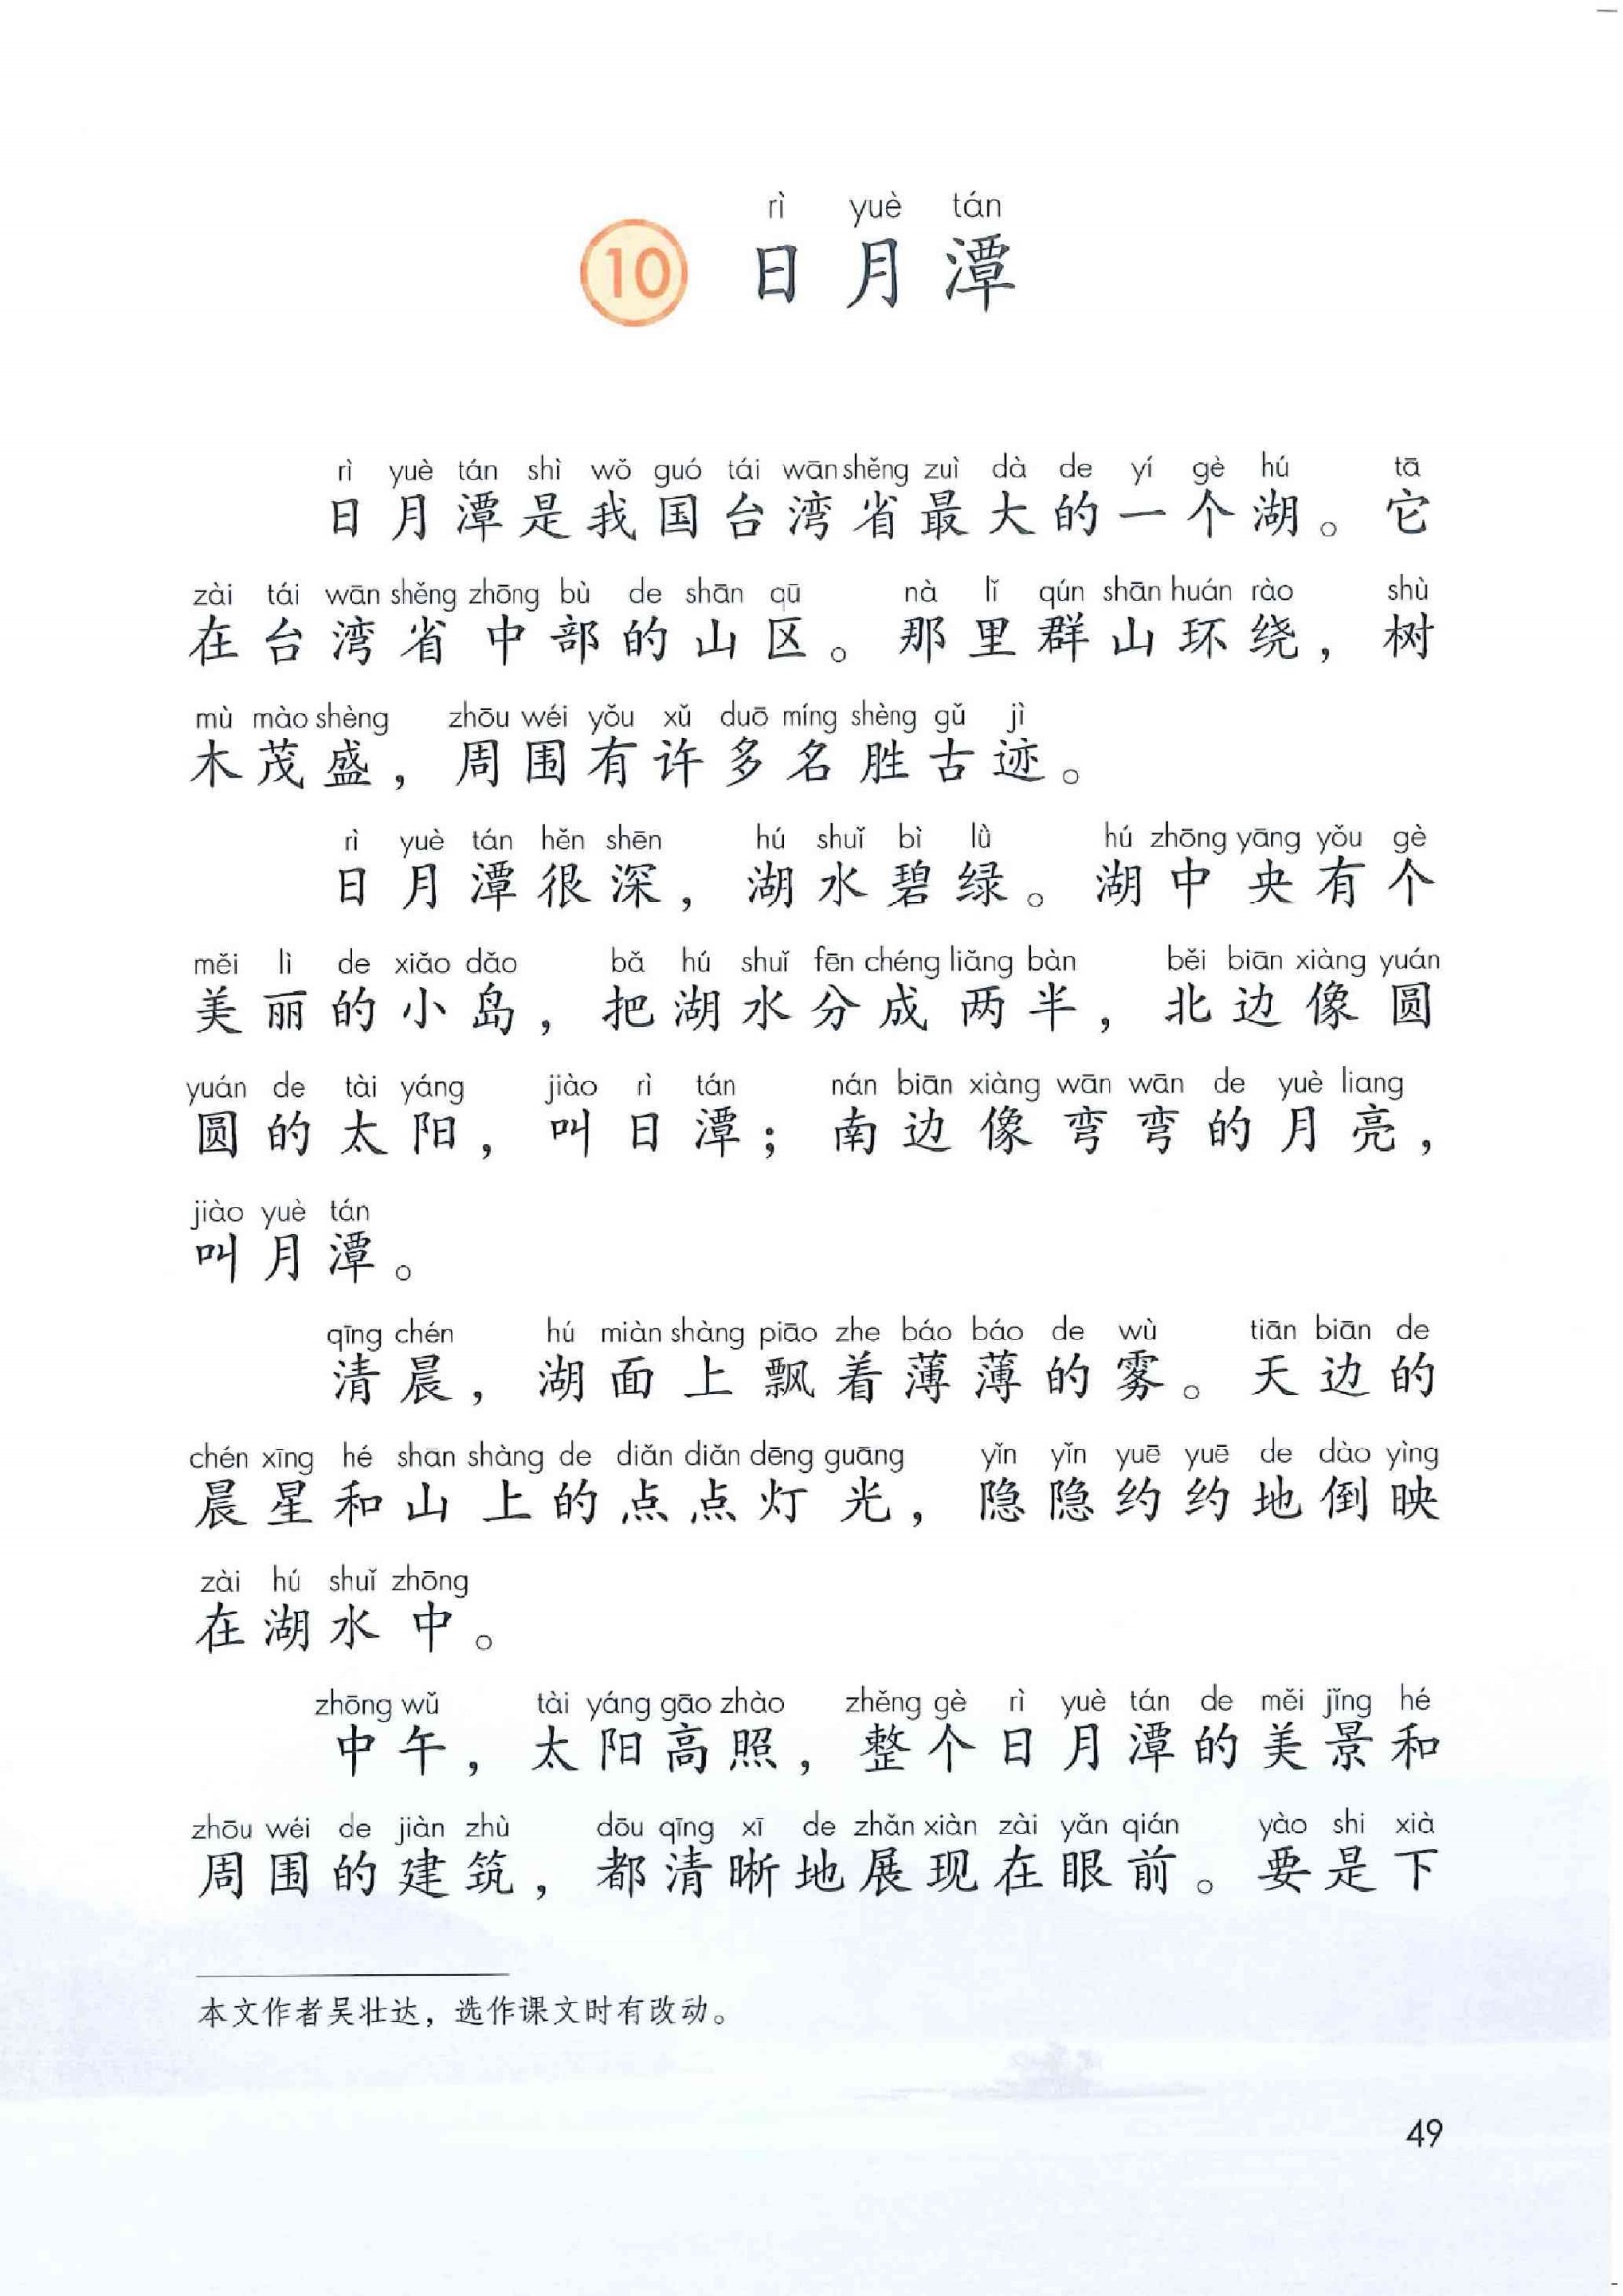 rì yuè tán
10 日月潭
rì yuè tán shì wǒ guó tái wān shěng zuì dà de yí gè hú tā
日月潭是我国台湾省最大的一个湖。它
zài tái wān shěng zhōng bù de shān qū nà lǐ qún shān huán rào shù
在台湾省中部的山区。那里群山环绕，树
mù mào shèng zhōu wéi yǒu xǔ duō míng shèng gǔ jì
木茂盛，周围有许多名胜古迹。
rì yuè tán hěn shēn hú shuǐ bì lǜ hú zhōng yāng yǒu gè
日月潭很深，湖水碧绿。湖中央有个
měi lì de xiǎo dǎo bǎ hú shuǐ fēn chéng liǎng bàn běi biān xiàng yuán
美丽的小岛，把湖水分成两半，北边像圆
yuán de tài yáng jiào rì tán nán biān xiàng wān wān de yuè liang
圆的太阳，叫日潭；南边像弯弯的月亮，
jiào yuè tán
叫月潭。
qīng chén hú miàn shàng piāo zhe báo báo de wù tiān biān de
清晨，湖面上飘着薄薄的雾。天边的
chén xīng hé shān shàng de diǎn diǎn dēng guāng yǐn yǐn yuē yuē de dào yìng
晨星和山上的点点灯光，隐隐约约地倒映
zài hú shuǐ zhōng
在湖水中。
zhōng wǔ tài yáng gāo zhào zhěng gè rì yuè tán de měi jǐng hé
中午，太阳高照，整个日月潭的美景和
zhōu wéi de jiàn zhù dōu qīng xī de zhǎn xiàn zài yǎn qián yào shi xià
周围的建筑，都清晰地展现在眼前。要是下
本文作者吴壮达，选作课文时有改动。
49